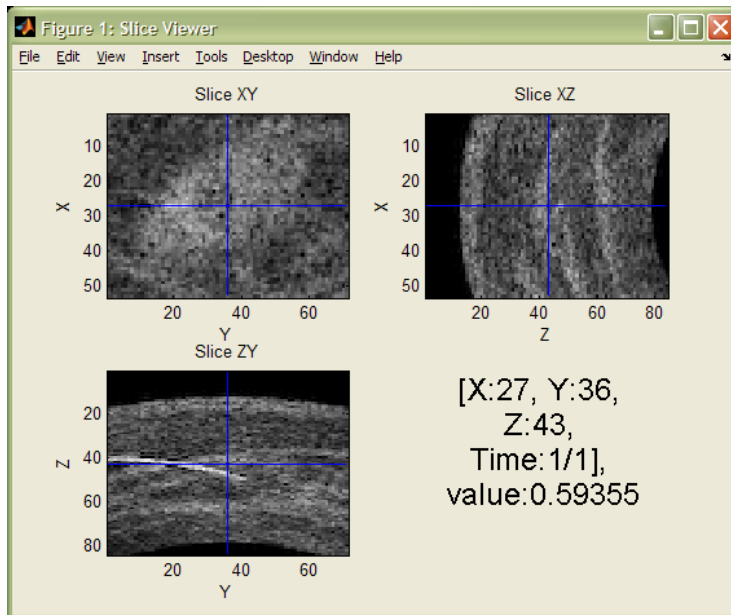 Figure 1: Slice Viewer
File Edit View Insert Tools Desktop Window Help
Slice XY
10
20
30
40
50
X
20 40 60
Y
Slice XZ
10
20
30
40
50
X
20 40 60 80
Z
Slice ZY
20
40
60
80
Z
20 40 60
Y
[X:27, Y:36,
Z:43,
Time:1/1],
value:0.59355